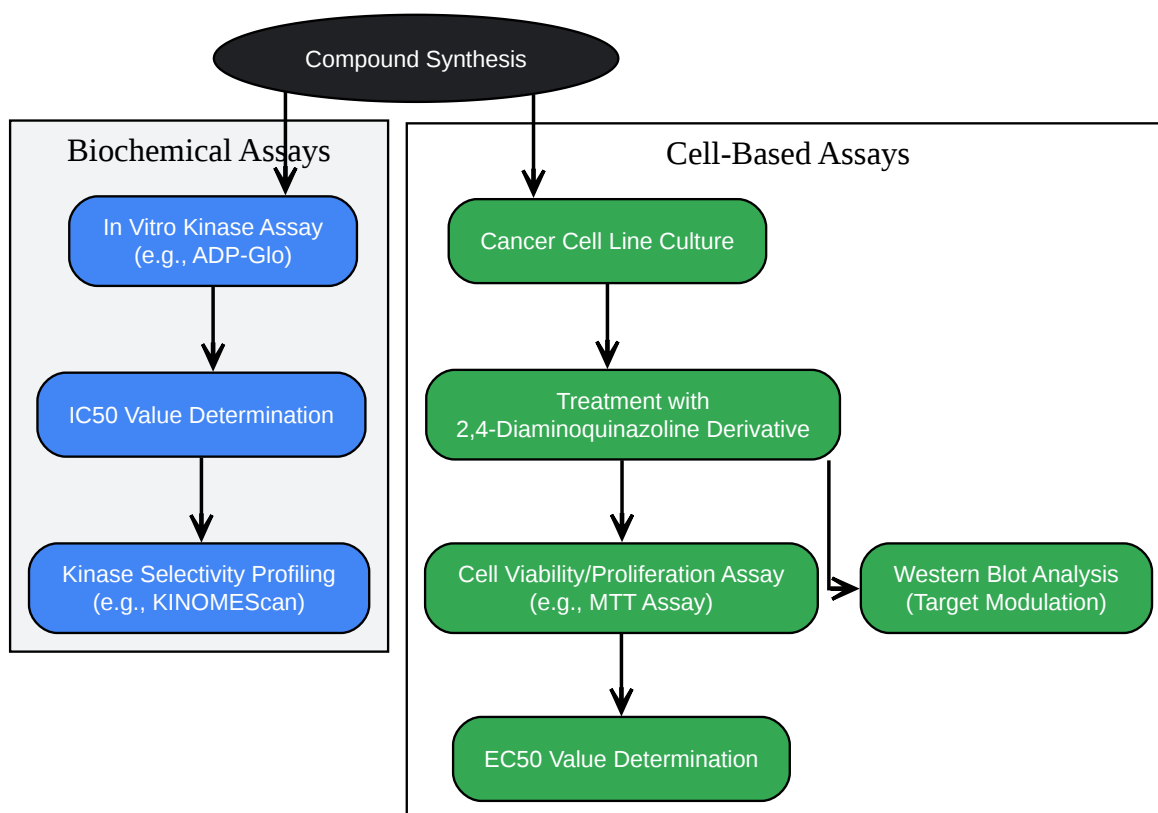 Compound Synthesis
Biochemical Assays
In Vitro Kinase Assay
(e.g., ADP-Glo)
IC50 Value Determination
Kinase Selectivity Profiling
(e.g., KINOMEScan)
Cell-Based Assays
Cancer Cell Line Culture
Treatment with
2,4-Diaminoquinazoline Derivative
Cell Viability/Proliferation Assay
(e.g., MTT Assay)
Western Blot Analysis
(Target Modulation)
EC50 Value Determination